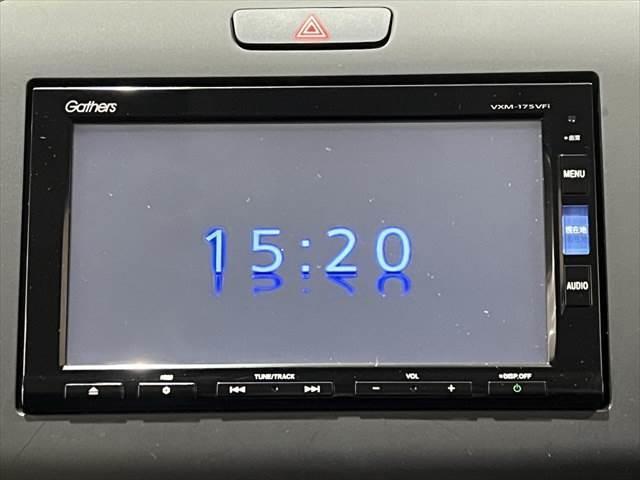 Gathers
VXM-175VFi
MENU
現在地
15:20
AUDIO
TUNE/TRACK
VOL
DISP.OFF
− +